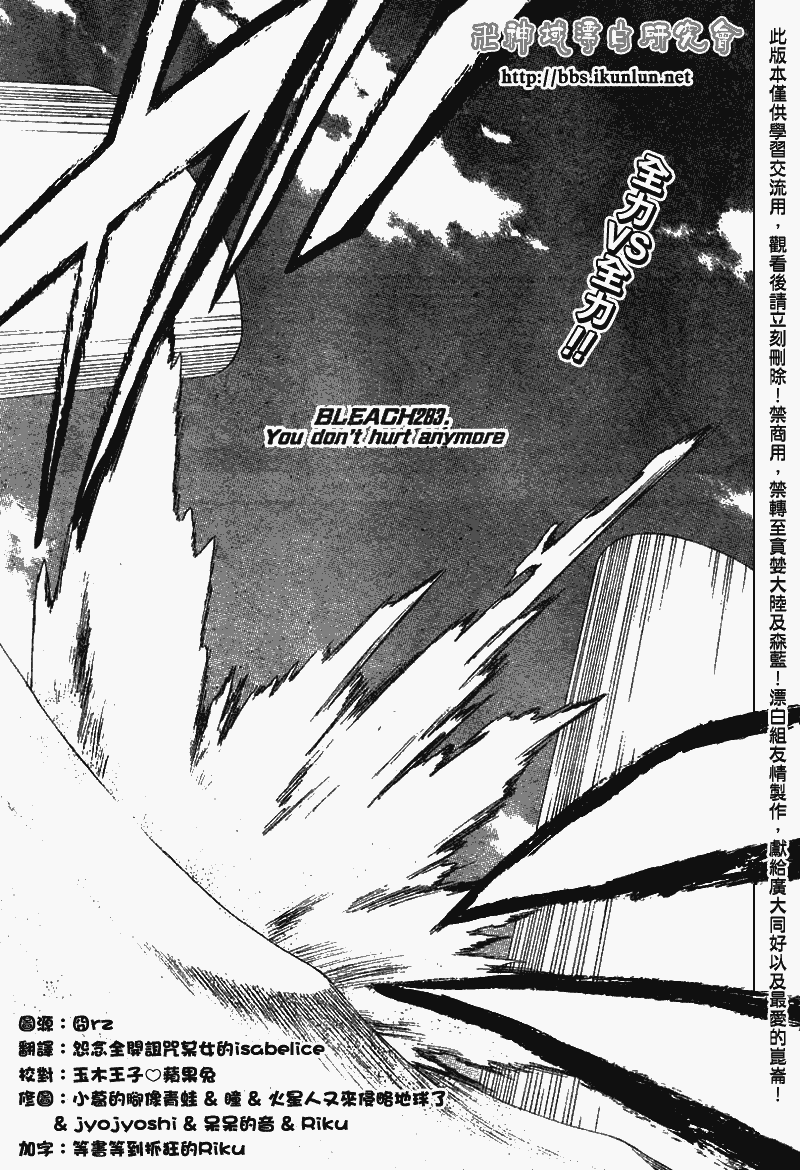 卍神域漂白研究會
http://bbs.ikunlun.net
全力VS全力!!
BLEACH283.
You don't hurt anymore
此版本僅供學習交流用，觀看後請立刻刪除！禁商用，禁轉至貪婪大陸及森藍！漂白組友情製作，獻給廣大同好以及最愛的崑崙！
圖源：囧rz
翻譯：怨念全開詛咒某女的isabelice
校對：玉木王子♡蘋果兔
修圖：小葱的腳像青蛙 & 瞳 & 火星人又來侵略地球了
& jyojyoshi & 呆呆的音 & Riku
加字：等書等到抓狂的Riku